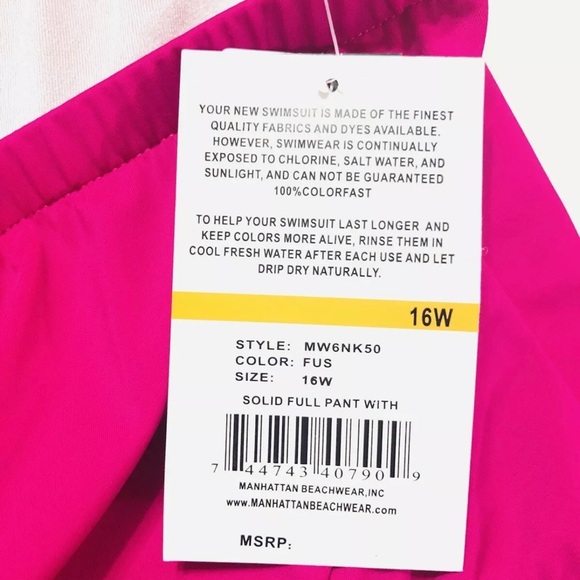 YOUR NEW SWIMSUIT IS MADE OF THE FINEST
QUALITY FABRICS AND DYES AVAILABLE.
HOWEVER, SWIMWEAR IS CONTINUALLY
EXPOSED TO CHLORINE, SALT WATER, AND
SUNLIGHT, AND CAN NOT BE GUARANTEED
100%COLORFAST
TO HELP YOUR SWIMSUIT LAST LONGER AND
KEEP COLORS MORE ALIVE, RINSE THEM IN
COOL FRESH WATER AFTER EACH USE AND LET
DRIP DRY NATURALLY.
16W
STYLE: MW6NK50
COLOR: FUS
SIZE: 16W
SOLID FULL PANT WITH
7 44743 40790 9
MANHATTAN BEACHWEAR,INC
www.MANHATTANBEACHWEAR.COM
MSRP: